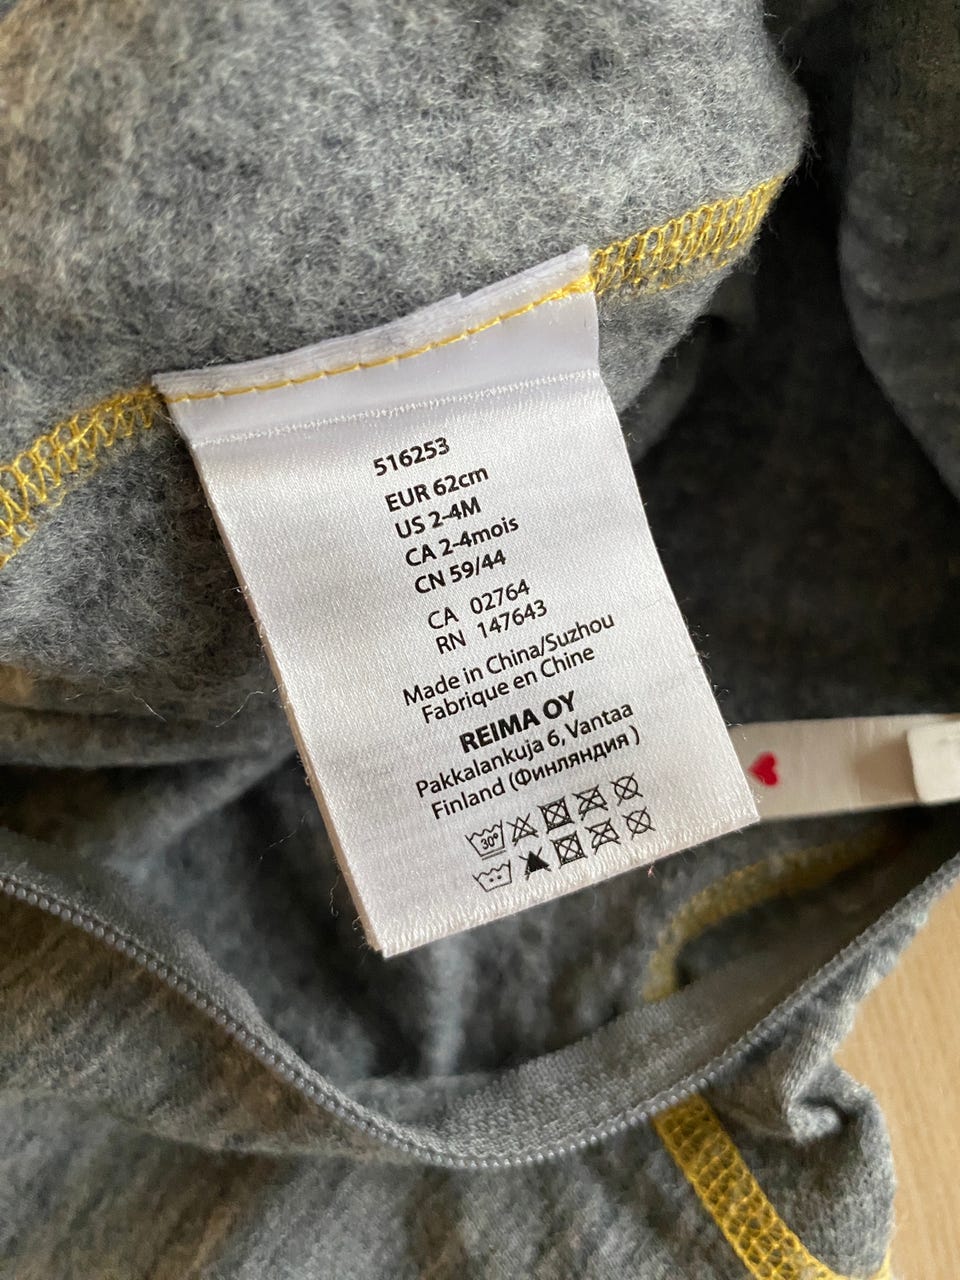 516253
EUR 62cm
US 2-4M
CA 2-4mois
CN 59/44
CA 02764
RN 147643
Made in China/Suzhou
Fabrique en Chine
REIMA OY
Pakkalankuja 6, Vantaa
Finland (Финляндия )
30°